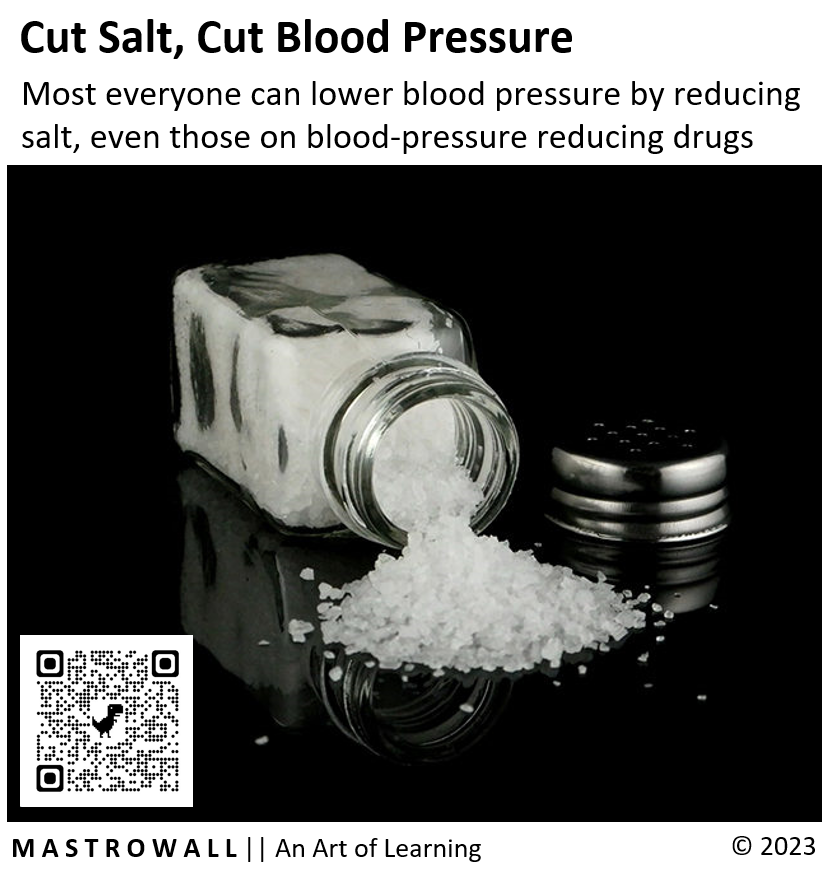 Cut Salt, Cut Blood Pressure
Most everyone can lower blood pressure by reducing
salt, even those on blood-pressure reducing drugs
MASTROWALL || An Art of Learning
© 2023